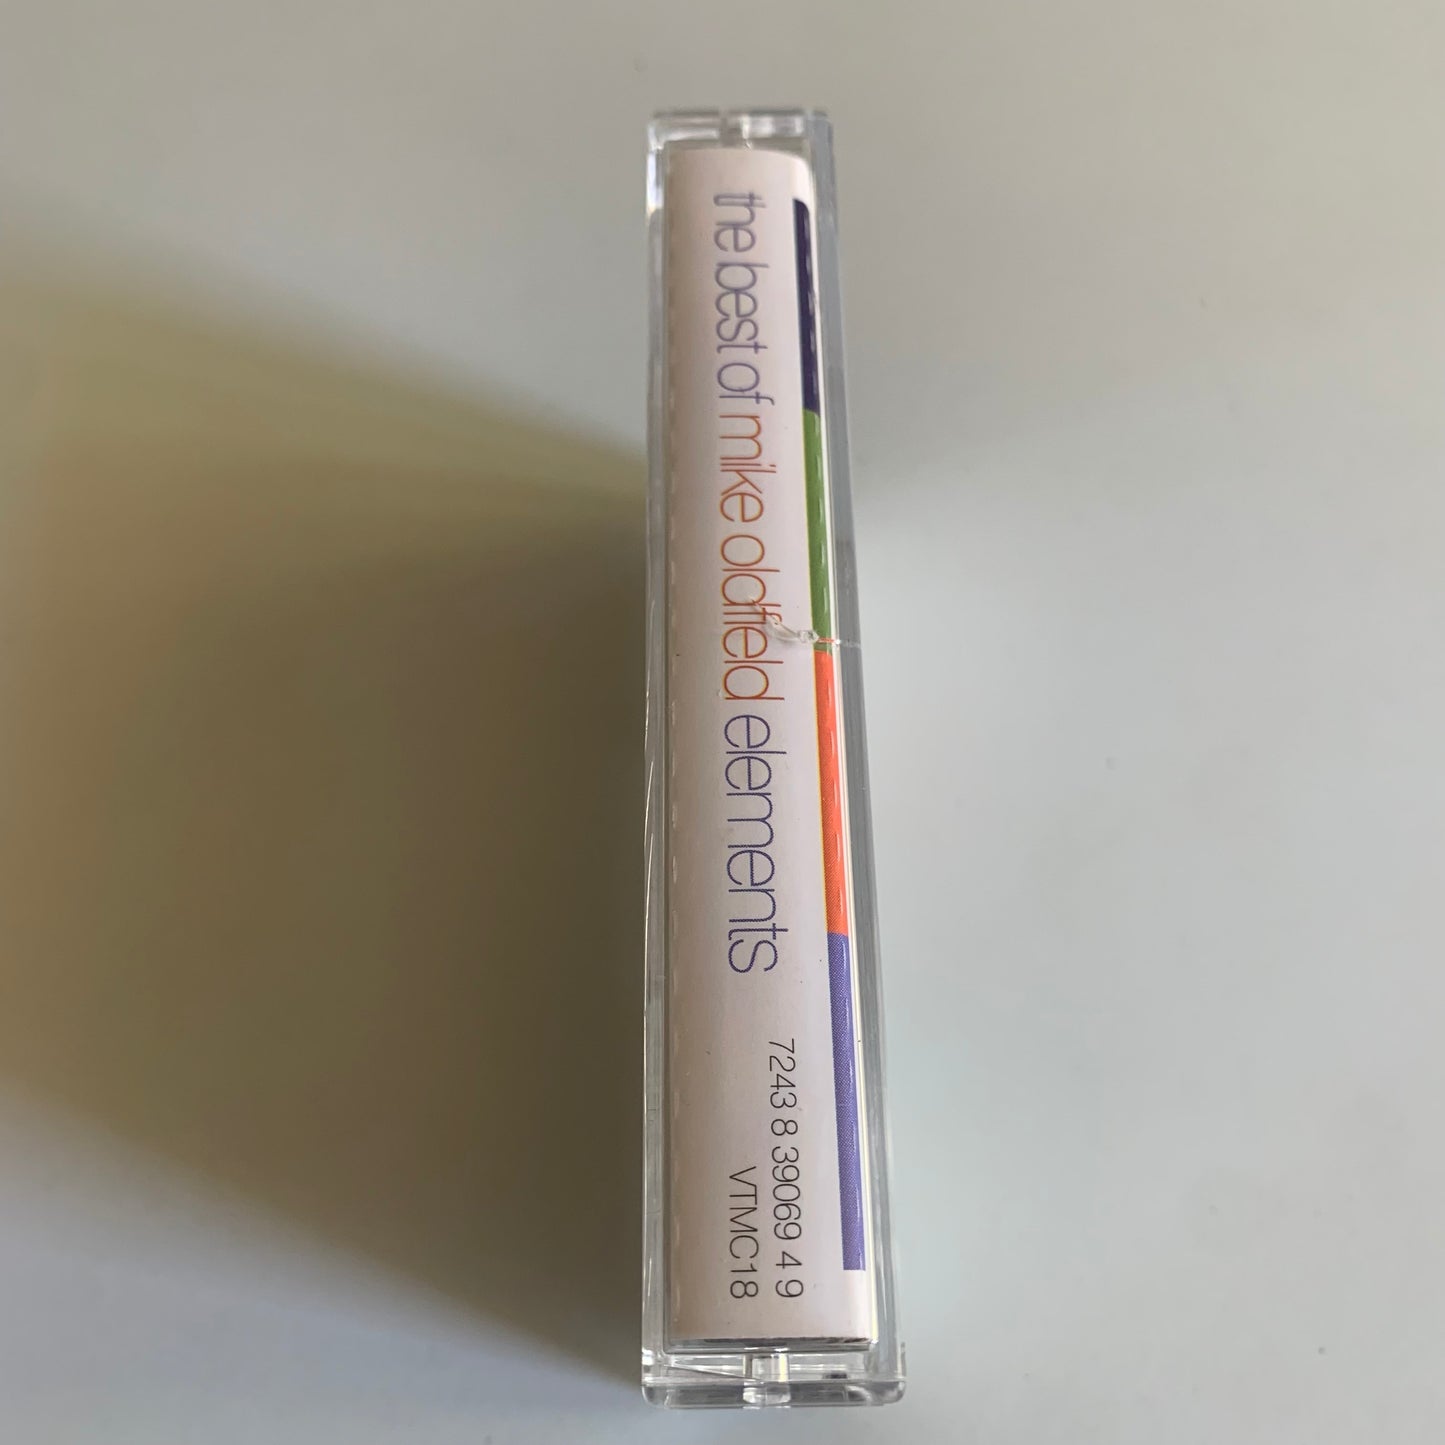 the best of mike oldfield elements
7243 8 39069 4 9
VTMC18